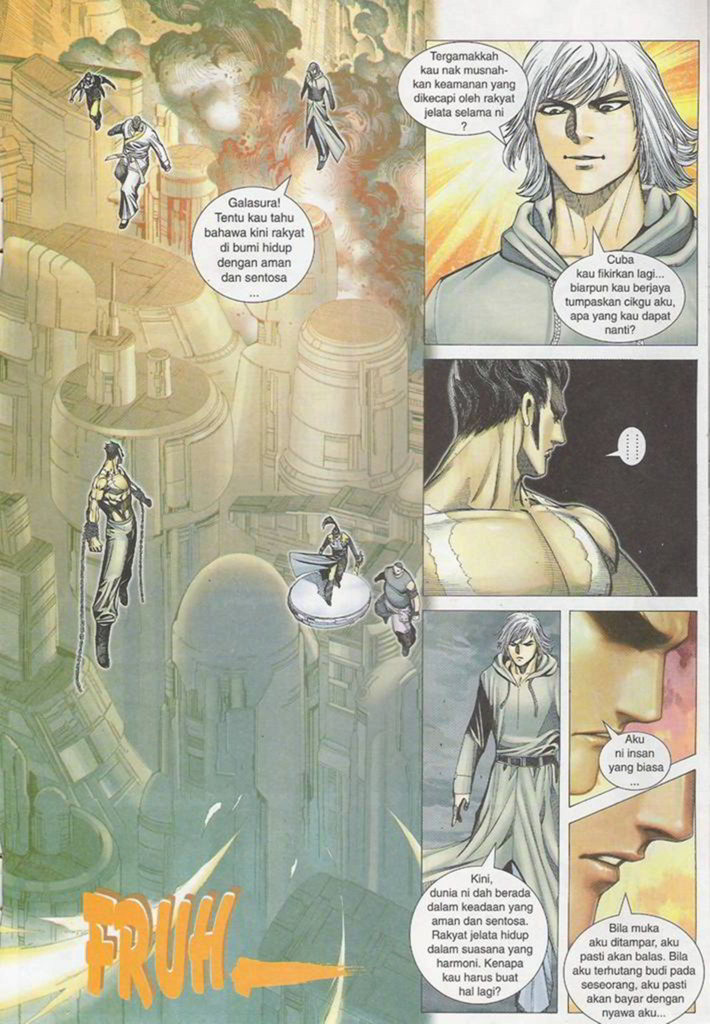 Galasura!
Tentu kau tahu
bahawa kini rakyat
di bumi hidup
dengan aman
dan sentosa
...
Tergamakkah
kau nak musnah-
kan keamanan yang
dikecapi oleh rakyat
jelata selama ni
?
Cuba
kau fikirkan lagi...
biarpun kau berjaya
tumpaskan cikgu aku,
apa yang kau dapat
nanti?
Kini,
dunia ni dah berada
dalam keadaan yang
aman dan sentosa.
Rakyat jelata hidup
dalam suasana yang
harmoni. Kenapa
kau harus buat
hal lagi?
Aku
ni insan
yang biasa
...
Bila muka
aku ditampar, aku
pasti akan balas. Bila
aku terhutang budi pada
seseorang, aku pasti
akan bayar dengan
nyawa aku...
FRUH